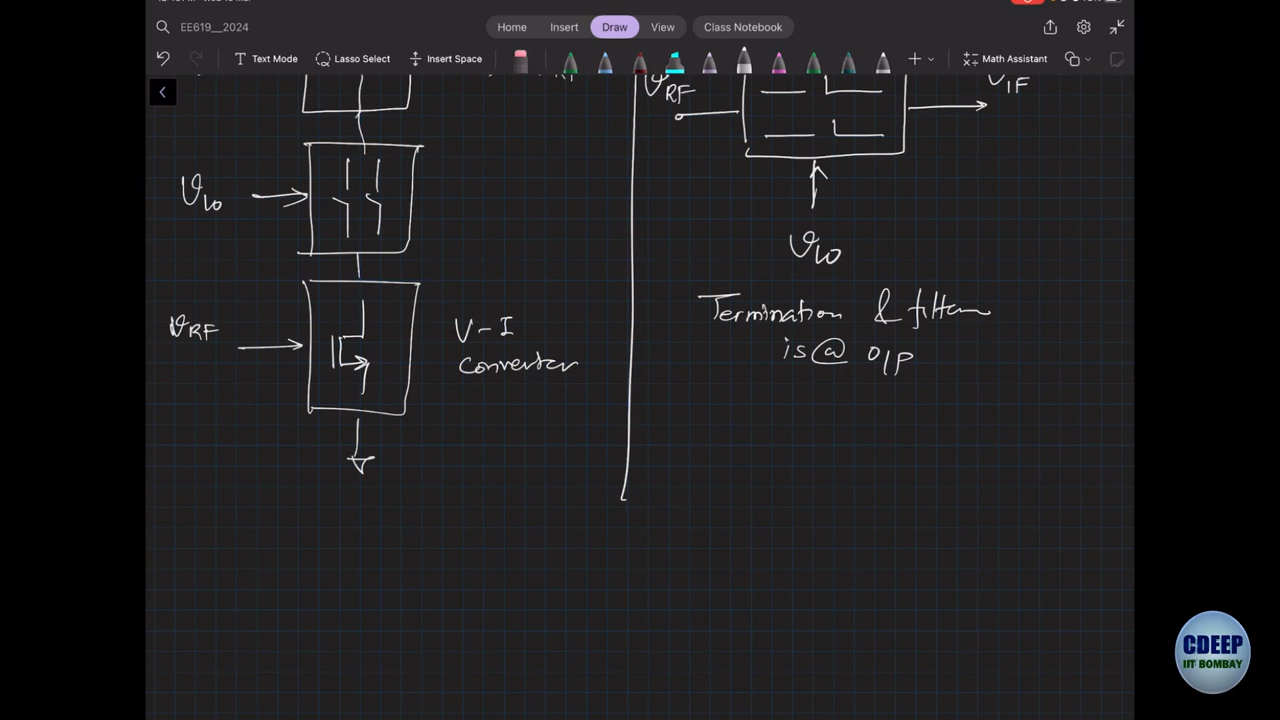 EE619__2024
Home Insert Draw View Class Notebook
Text Mode Lasso Select Insert Space Math Assistant
V_RF
V_IF
V_LO
V_LO
V_RF
V-I
converter
Termination & filter
is @ O/P
CDEEP
IIT BOMBAY